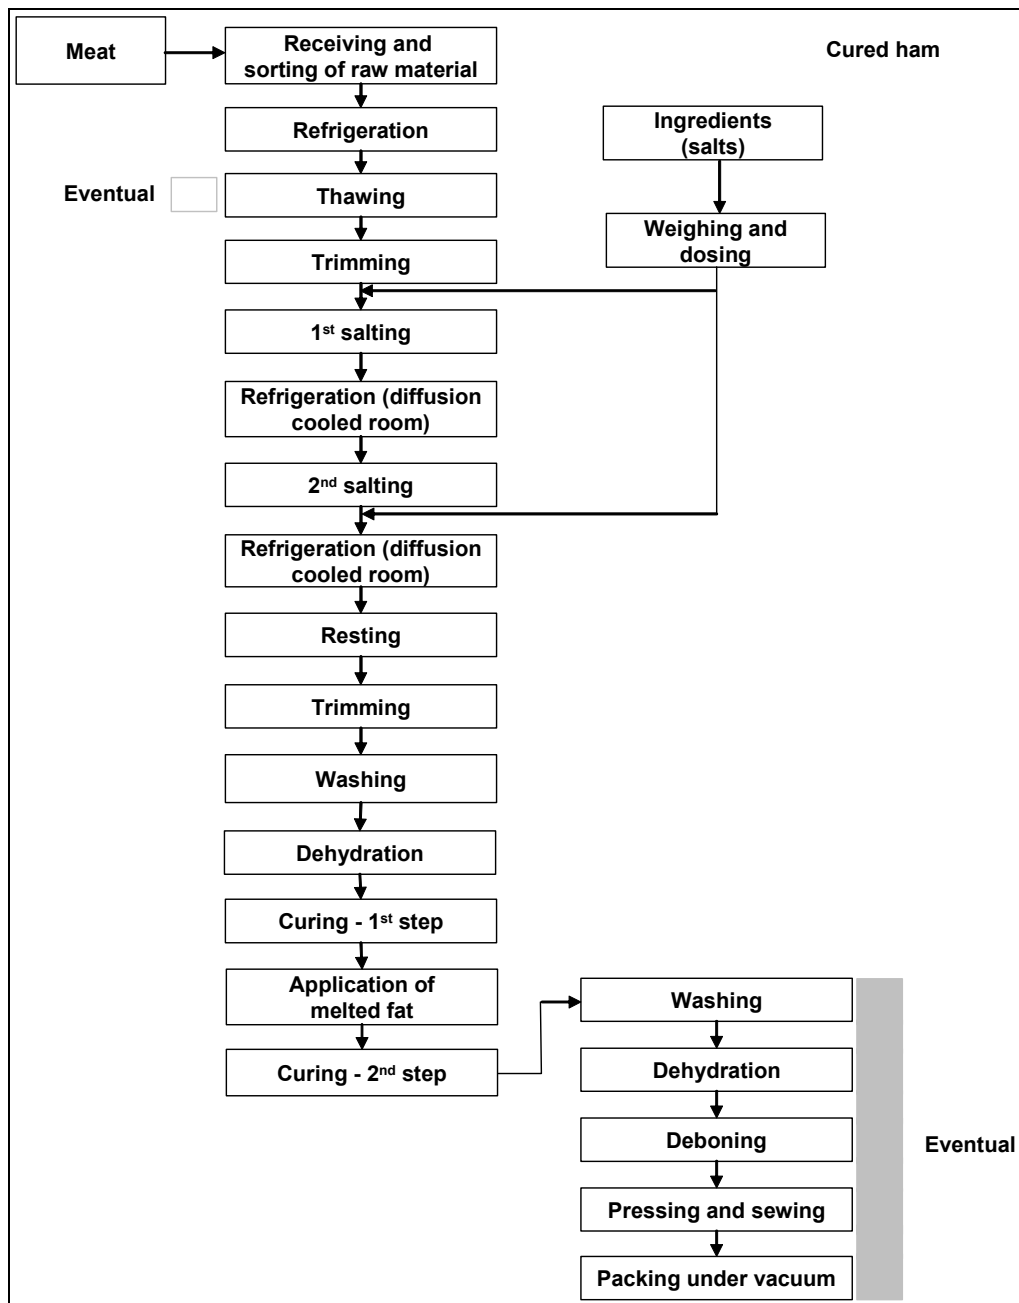 Meat
Receiving and
sorting of raw material
Cured ham
Refrigeration
Ingredients
(salts)
Eventual
Thawing
Weighing and
dosing
Trimming
1st salting
Refrigeration (diffusion
cooled room)
2nd salting
Refrigeration (diffusion
cooled room)
Resting
Trimming
Washing
Dehydration
Curing - 1st step
Application of
melted fat
Curing - 2nd step
Washing
Dehydration
Deboning
Eventual
Pressing and sewing
Packing under vacuum